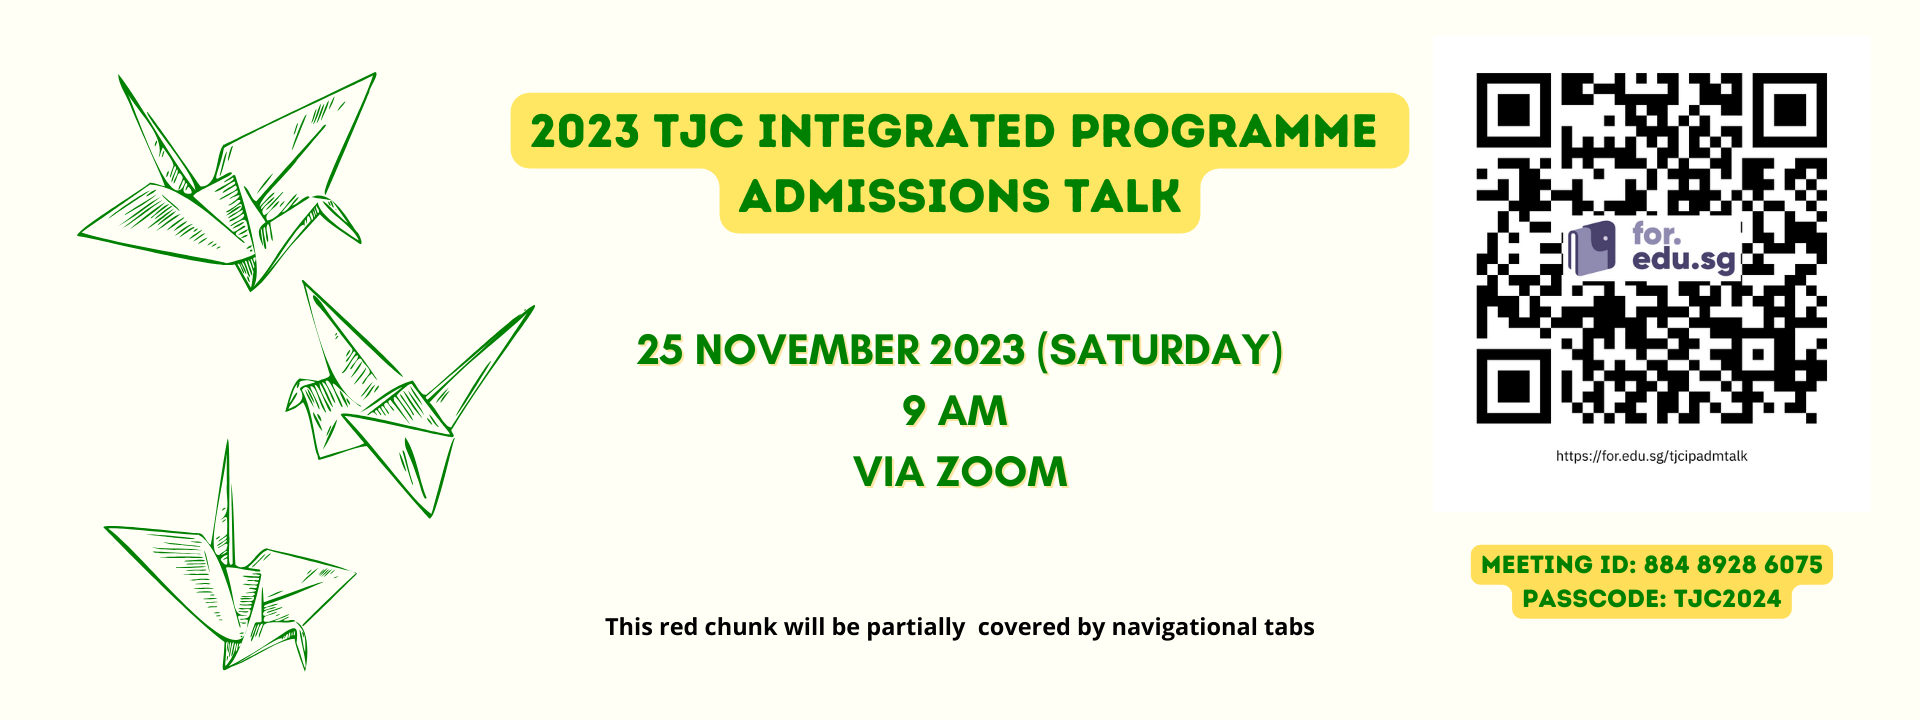 2023 TJC INTEGRATED PROGRAMME
ADMISSIONS TALK
25 NOVEMBER 2023 (SATURDAY)
9 AM
VIA ZOOM
This red chunk will be partially  covered by navigational tabs
for.
edu.sg
https://for.edu.sg/tjcipadmtalk
MEETING ID: 884 8928 6075
PASSCODE: TJC2024